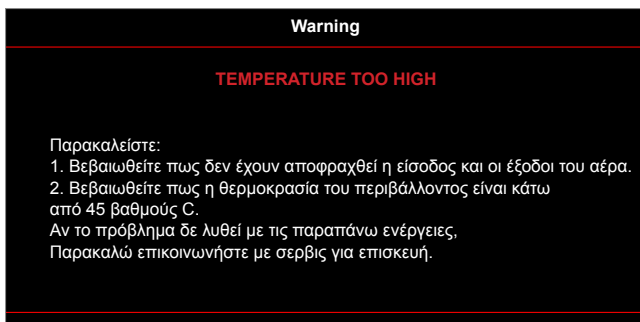 Warning
TEMPERATURE TOO HIGH
Παρακαλείστε:
1. Βεβαιωθείτε πως δεν έχουν αποφραχθεί η είσοδος και οι έξοδοι του αέρα.
2. Βεβαιωθείτε πως η θερμοκρασία του περιβάλλοντος είναι κάτω
από 45 βαθμούς C.
Αν το πρόβλημα δε λυθεί με τις παραπάνω ενέργειες,
Παρακαλώ επικοινωνήστε με σερβις για επισκευή.